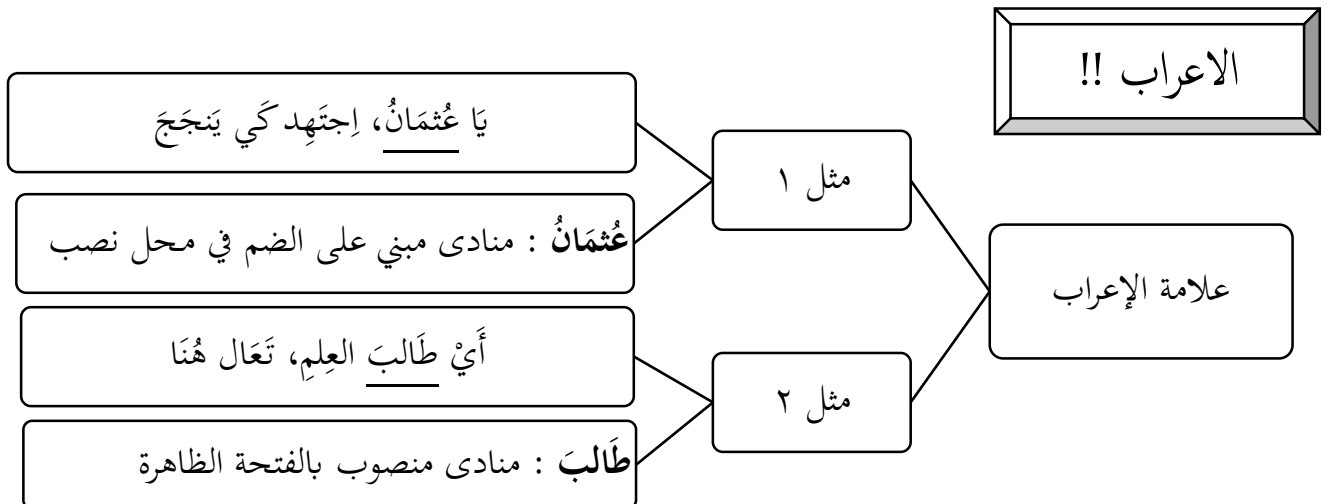 الاعراب !!
علامة الإعراب
مثل ١
يَا عُثمَانُ، اِجتَهِد كَي يَنجَحَ
عُثمَانُ : منادى مبني على الضم في محل نصب
مثل ٢
أَيْ طَالبَ العِلمِ، تَعَال هُنَا
طَالبَ : منادى منصوب بالفتحة الظاهرة